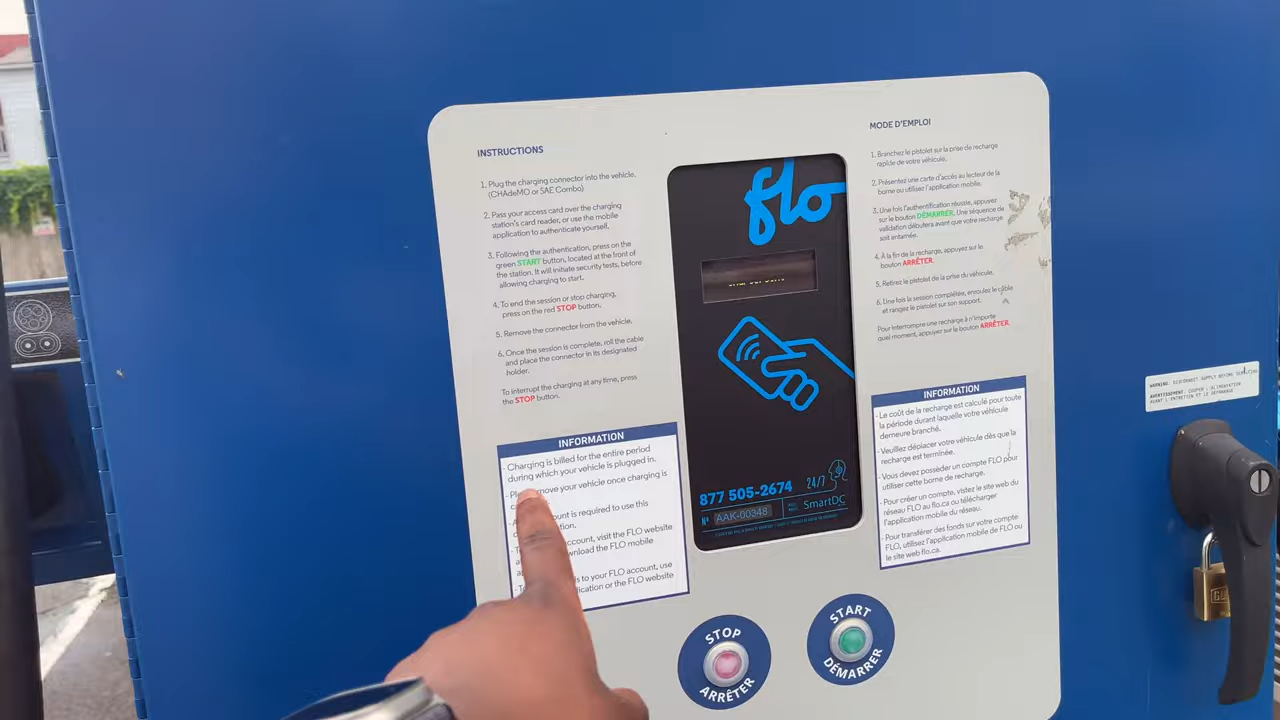 INSTRUCTIONS
1. Plug the charging connector into the vehicle.
(CHAdeMO or SAE Combo)
2. Pass your access card over the charging
station's card reader, or use the mobile
application to authenticate yourself.
3. Following the authentication, press on the
green START button, located at the front of
the station. It will initiate security tests, before
allowing charging to start.
4. To end the session or stop charging,
press on the red STOP button.
5. Remove the connector from the vehicle.
6. Once the session is complete, roll the cable
and place the connector in its designated
holder.
To interrupt the charging at any time, press
the STOP button.
INFORMATION
- Charging is billed for the entire period
during which your vehicle is plugged in.
- move your vehicle once charging is
account is required to use this
account, visit the FLO website
download the FLO mobile
to your FLO account, use
or the FLO website
flo
877 505-2674 24/7
N° AAK-00348 SmartDC
MODE D'EMPLOI
1. Branchez le pistolet sur la prise de recharge
rapide de votre véhicule.
2. Présentez une carte d'accès au lecteur de la
borne ou utilisez l'application mobile.
3. Une fois l'authentification réussie, appuyez
sur le bouton DÉMARRER. Une séquence de
validation débutera avant que votre recharge
soit entamée.
4. À la fin de la recharge, appuyez sur le
bouton ARRÊTER.
5. Retirez le pistolet de la prise du véhicule.
6. Une fois la session complétée, enroulez le câble
et rangez le pistolet sur son support.
Pour interrompre une recharge à n'importe
quel moment, appuyez sur le bouton ARRÊTER.
INFORMATION
- Le coût de la recharge est calculé pour toute
la période durant laquelle votre véhicule
demeure branché.
- Veuillez déplacer votre véhicule dès que la
recharge est terminée.
- Vous devez posséder un compte FLO pour
utiliser cette borne de recharge.
- Pour créer un compte, visitez le site web du
réseau FLO au flo.ca ou télécharger
l'application mobile du réseau.
- Pour transférer des fonds sur votre compte
FLO, utilisez l'application mobile de FLO ou
le site web flo.ca.
STOP
ARRÊTER
START
DÉMARRER
WARNING: DISCONNECT SUPPLY BEFORE SERVICING
AVERTISSEMENT: COUPER L'ALIMENTATION
AVANT L'ENTRETIEN ET LE DÉPANNAGE